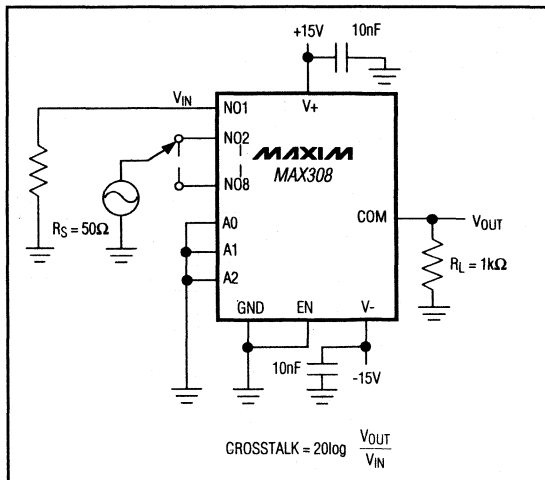 +15V
10nF
V+
VIN
NO1
NO2
MAXIM
MAX308
NO8
COM
VOUT
RS = 50Ω
A0
A1
A2
RL = 1kΩ
GND
EN
V-
10nF
-15V
CROSSTALK = 20log VOUT
VIN